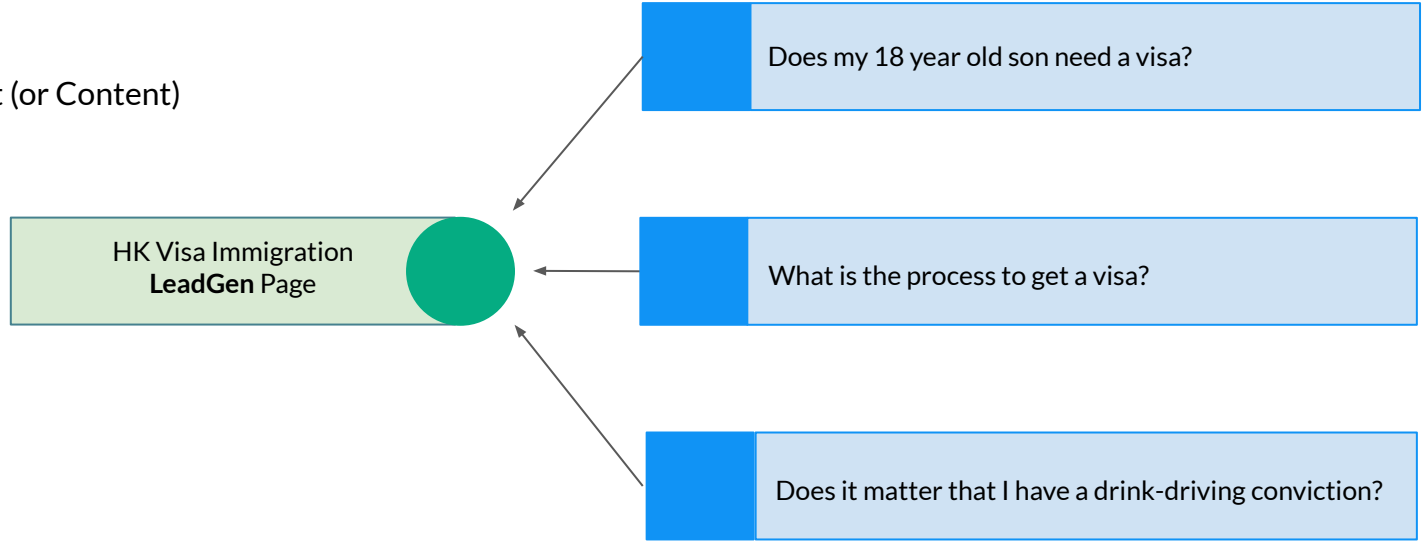 Does my 18 year old son need a visa?
(or Content)
HK Visa Immigration
LeadGen Page
What is the process to get a visa?
Does it matter that I have a drink-driving conviction?